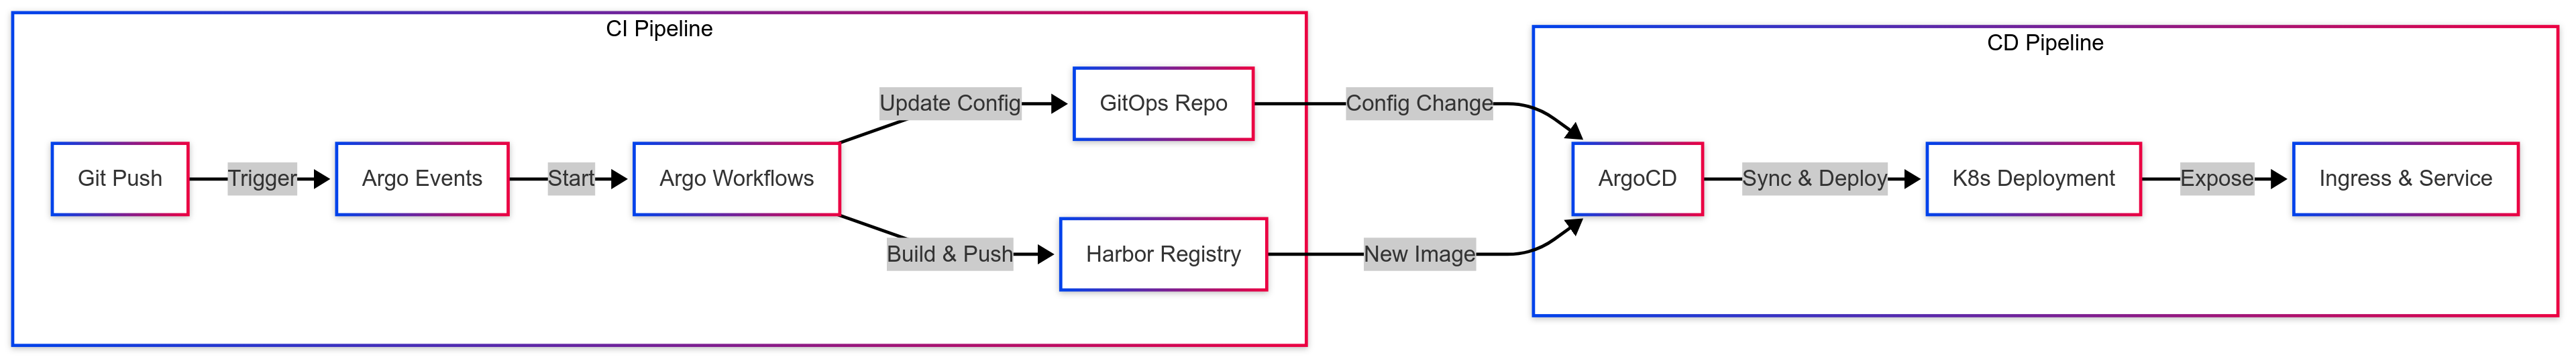 CI Pipeline
Git Push
Trigger
Argo Events
Start
Argo Workflows
Update Config
GitOps Repo
Build & Push
Harbor Registry
Config Change
New Image
CD Pipeline
ArgoCD
Sync & Deploy
K8s Deployment
Expose
Ingress & Service